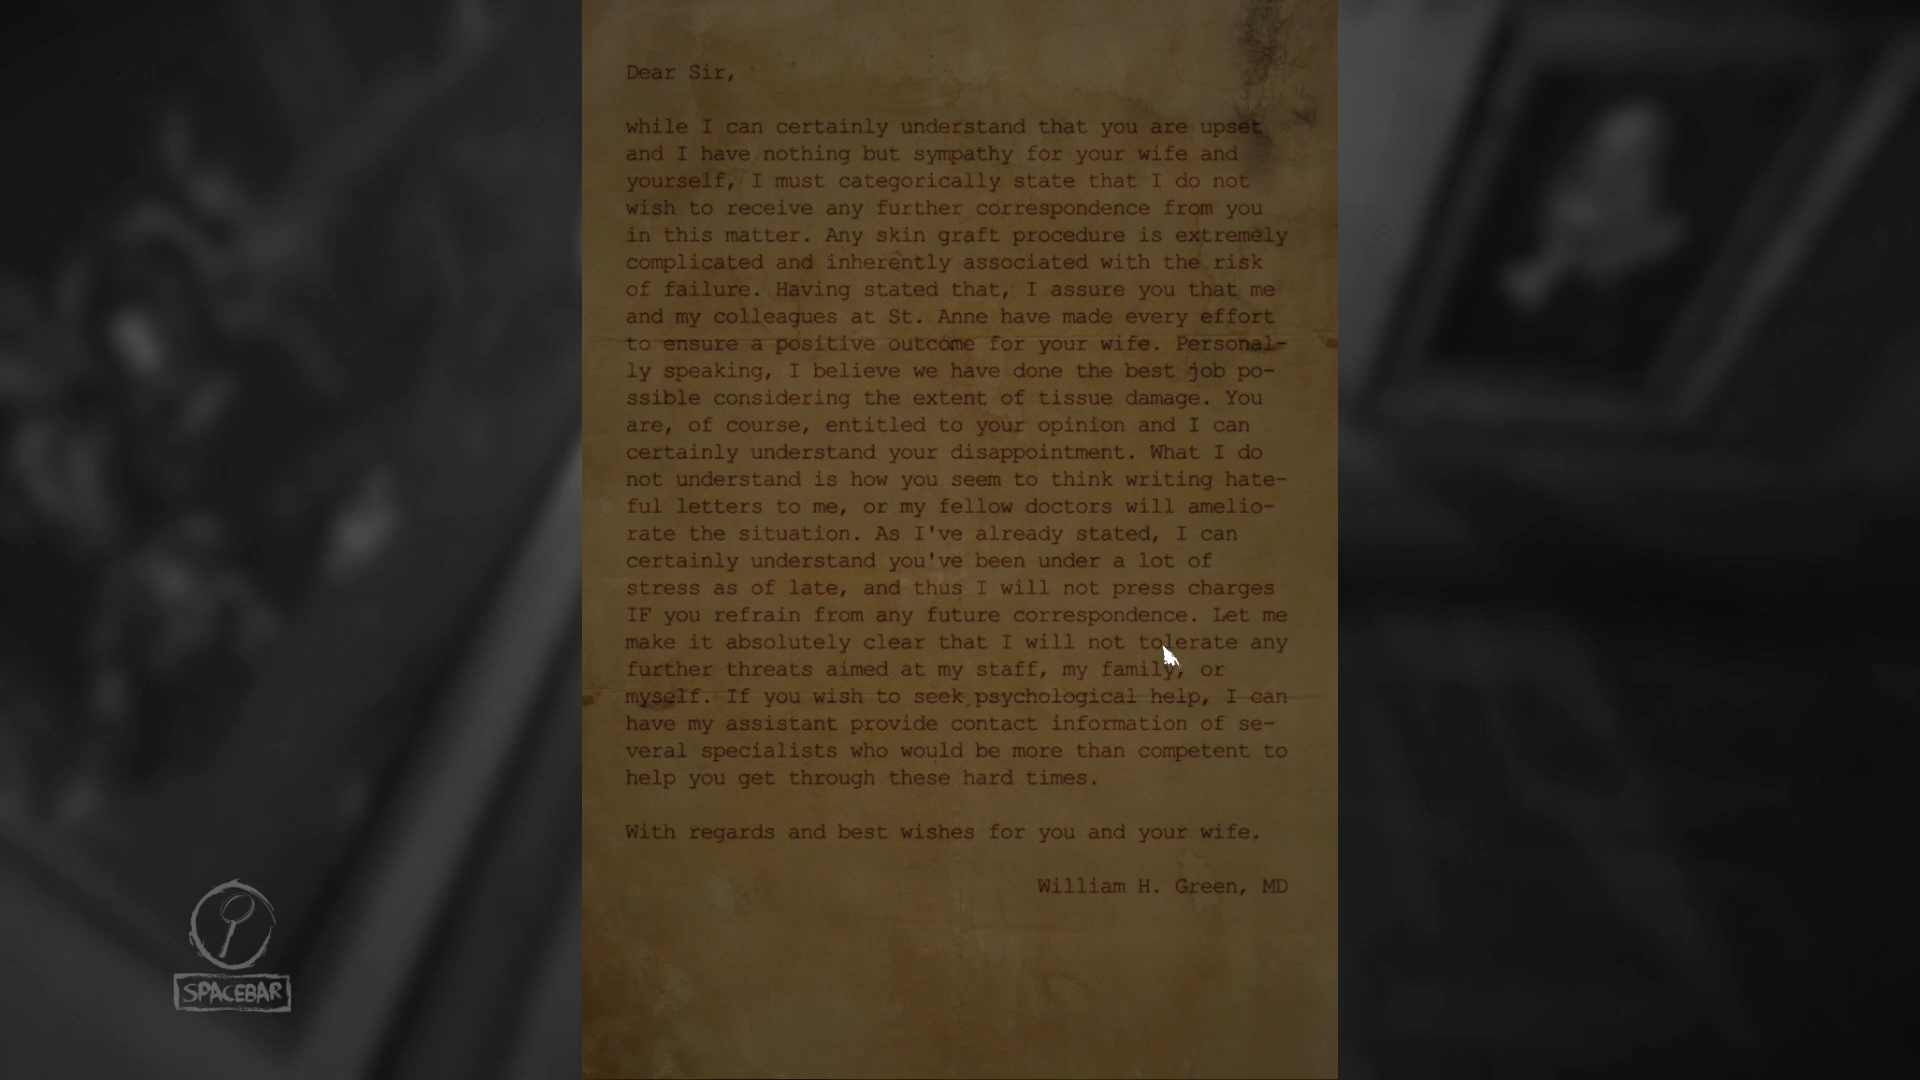 Dear Sir,
while I can certainly understand that you are upset
and I have nothing but sympathy for your wife and
yourself, I must categorically state that I do not
wish to receive any further correspondence from you
in this matter. Any skin graft procedure is extremely
complicated and inherently associated with the risk
of failure. Having stated that, I assure you that me
and my colleagues at St. Anne have made every effort
to ensure a positive outcome for your wife. Personal-
ly speaking, I believe we have done the best job po-
ssible considering the extent of tissue damage. You
are, of course, entitled to your opinion and I can
certainly understand your disappointment. What I do
not understand is how you seem to think writing hate-
ful letters to me, or my fellow doctors will amelio-
rate the situation. As I've already stated, I can
certainly understand you've been under a lot of
stress as of late, and thus I will not press charges
IF you refrain from any future correspondence. Let me
make it absolutely clear that I will not tolerate any
further threats aimed at my staff, my family, or
myself. If you wish to seek psychological help, I can
have my assistant provide contact information of se-
veral specialists who would be more than competent to
help you get through these hard times.
With regards and best wishes for you and your wife,
William H. Green, MD
SPACEBAR